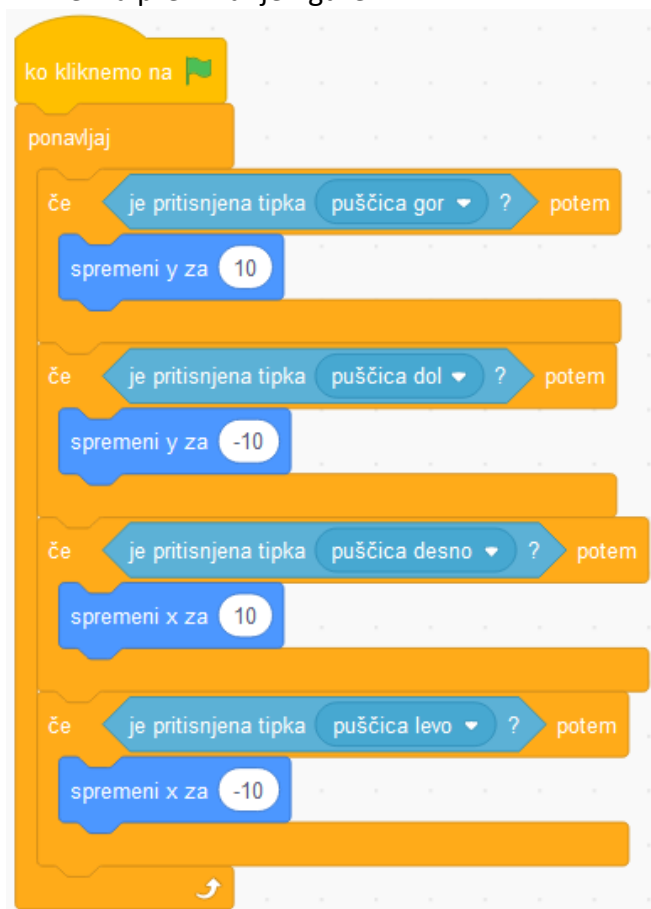 ko kliknemo na
ponavljaj
če je pritisnjena tipka puščica gor ? potem
spremeni y za 10
če je pritisnjena tipka puščica dol ? potem
spremeni y za -10
če je pritisnjena tipka puščica desno ? potem
spremeni x za 10
če je pritisnjena tipka puščica levo ? potem
spremeni x za -10